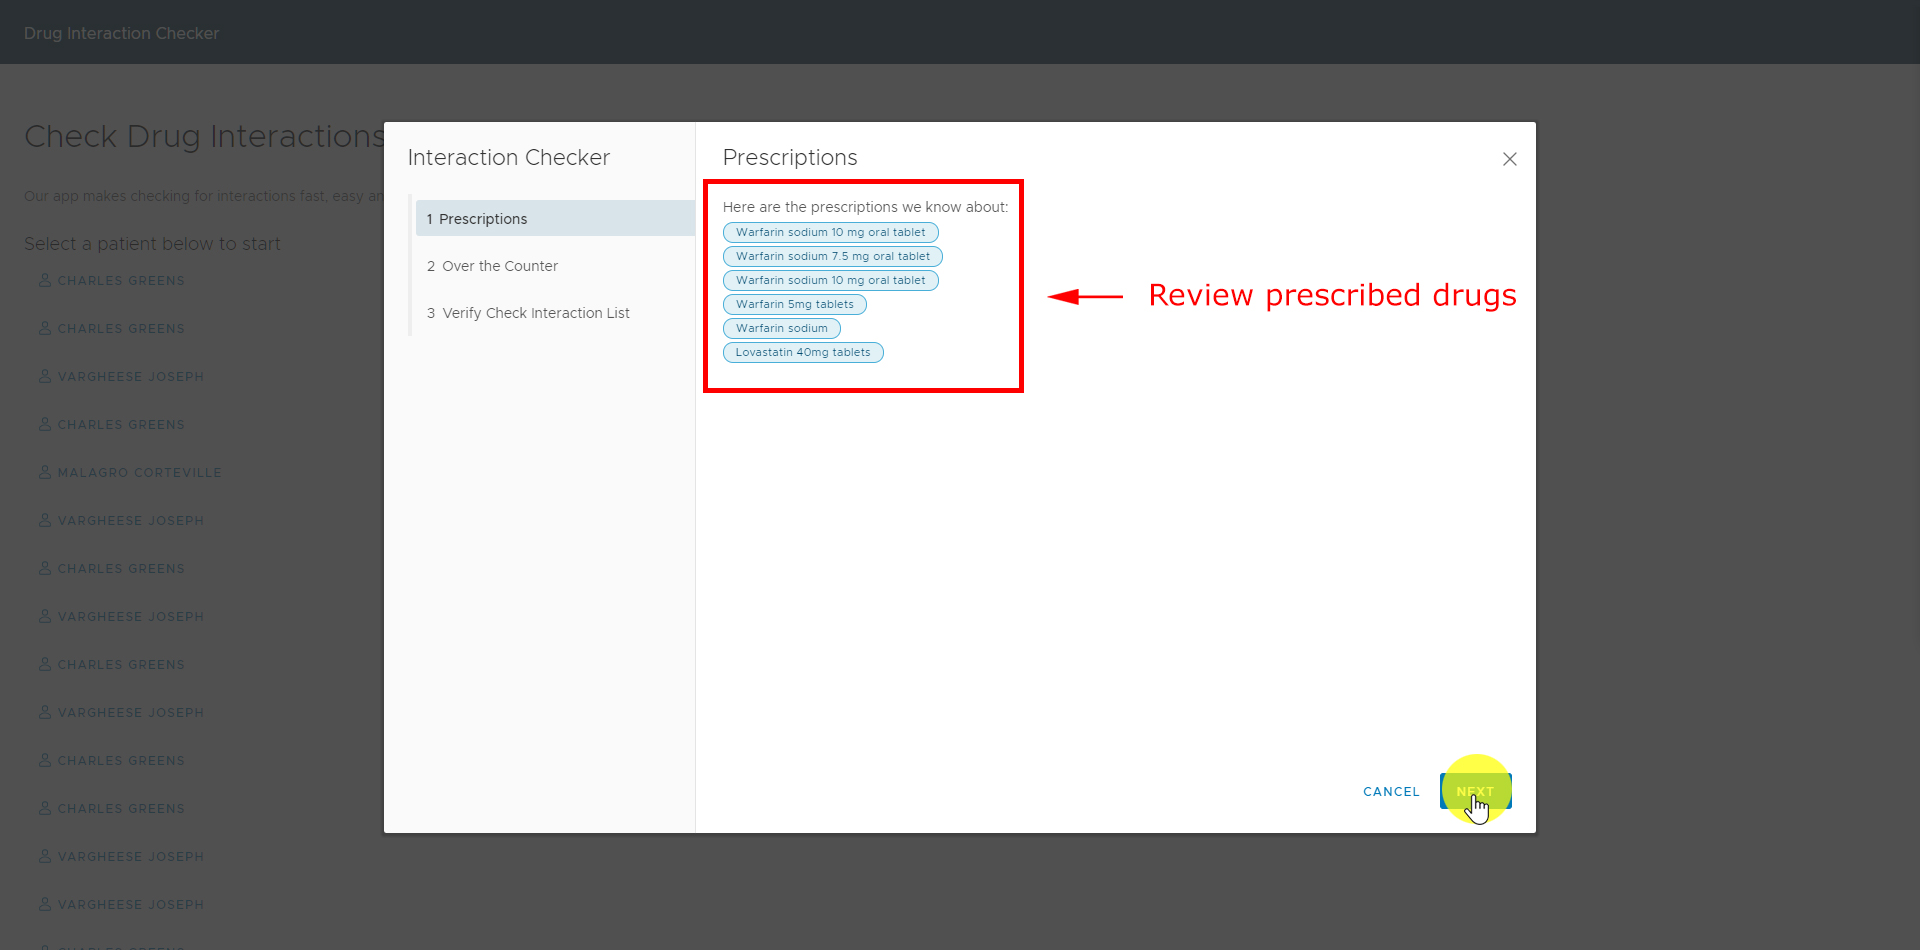 Drug Interaction Checker
Check Drug Interactions
Our app makes checking for interactions fast, easy
Select a patient below to start
CHARLES GREENS
CHARLES GREENS
VARGHEESE JOSEPH
CHARLES GREENS
MALAGRO CORTEVILLE
VARGHEESE JOSEPH
CHARLES GREENS
VARGHEESE JOSEPH
CHARLES GREENS
VARGHEESE JOSEPH
CHARLES GREENS
CHARLES GREENS
VARGHEESE JOSEPH
VARGHEESE JOSEPH
Interaction Checker
1 Prescriptions
2 Over the Counter
3 Verify Check Interaction List
Prescriptions
Here are the prescriptions we know about:
Warfarin sodium 10 mg oral tablet
Warfarin sodium 7.5 mg oral tablet
Warfarin sodium 10 mg oral tablet
Warfarin 5mg tablets
Warfarin sodium
Lovastatin 40mg tablets
Review prescribed drugs
CANCEL
NEXT